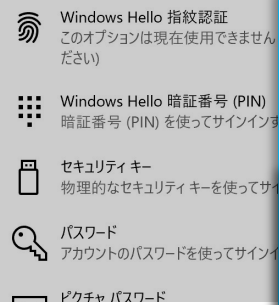 Windows Hello 指紋認証
このオプションは現在使用できません
ださい)
Windows Hello 暗証番号 (PIN)
暗証番号 (PIN) を使ってサインインす
セキュリティ キー
物理的なセキュリティ キーを使ってサイ
パスワード
アカウントのパスワードを使ってサインイ
ピクチャ パスワード